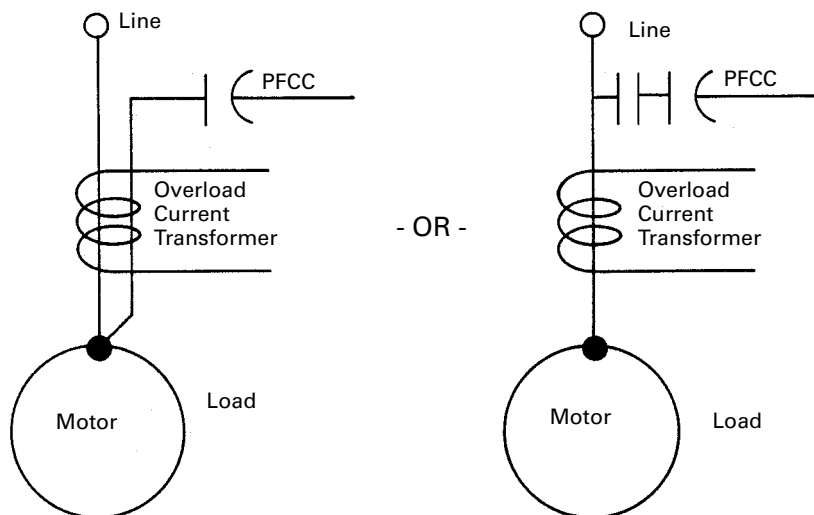 Line
PFCC
Overload
Current
Transformer
Motor
Load
- OR -
Line
PFCC
Overload
Current
Transformer
Motor
Load